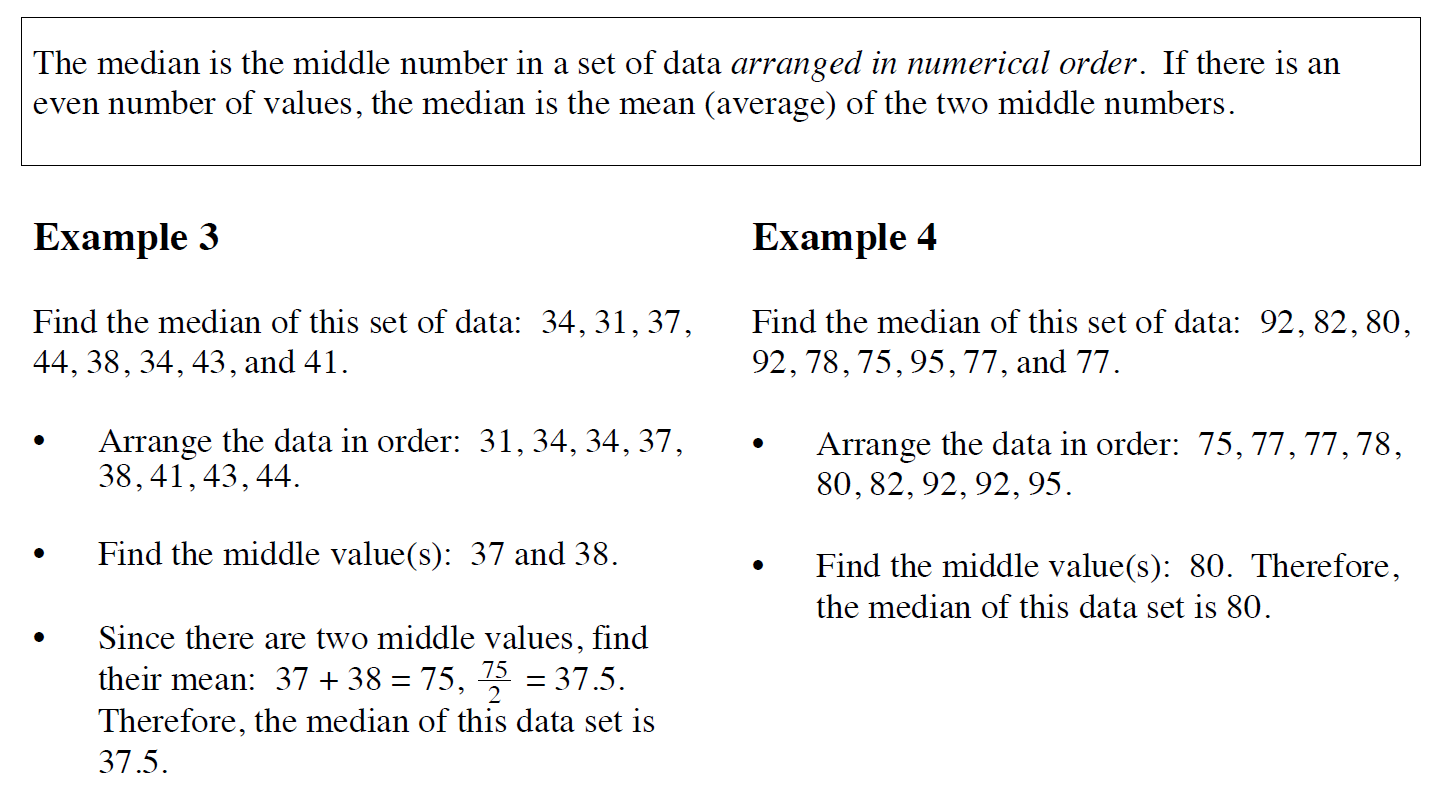 The median is the middle number in a set of data arranged in numerical order. If there is an
even number of values, the median is the mean (average) of the two middle numbers.
Example 3
Find the median of this set of data: 34, 31, 37,
44, 38, 34, 43, and 41.
• Arrange the data in order: 31, 34, 34, 37,
38, 41, 43, 44.
• Find the middle value(s): 37 and 38.
• Since there are two middle values, find
their mean: 37 + 38 = 75, 75/2 = 37.5.
Therefore, the median of this data set is
37.5.
Example 4
Find the median of this set of data: 92, 82, 80,
92, 78, 75, 95, 77, and 77.
• Arrange the data in order: 75, 77, 77, 78,
80, 82, 92, 92, 95.
• Find the middle value(s): 80. Therefore,
the median of this data set is 80.